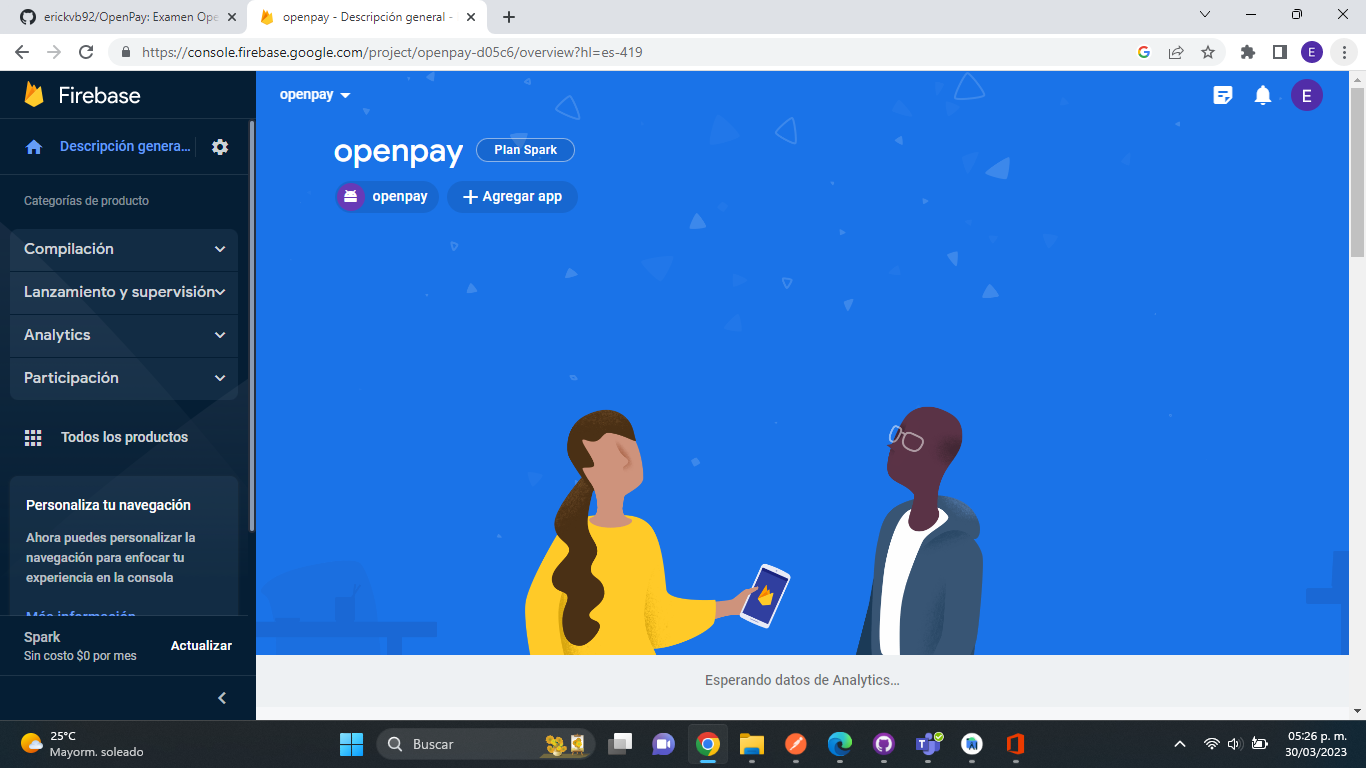 erickvb92/OpenPay: Examen Ope
openpay - Descripción general -
https://console.firebase.google.com/project/openpay-d05c6/overview?hl=es-419
E
Firebase
openpay
E
Descripción genera...
openpay
Plan Spark
openpay
Agregar app
Categorías de producto
Compilación
Lanzamiento y supervisión
Analytics
Participación
Todos los productos
Personaliza tu navegación
Ahora puedes personalizar la
navegación para enfocar tu
experiencia en la consola
Más información
Spark
Sin costo $0 por mes
Actualizar
Esperando datos de Analytics...
25°C
Mayorm. soleado
Buscar
05:26 p. m.
30/03/2023